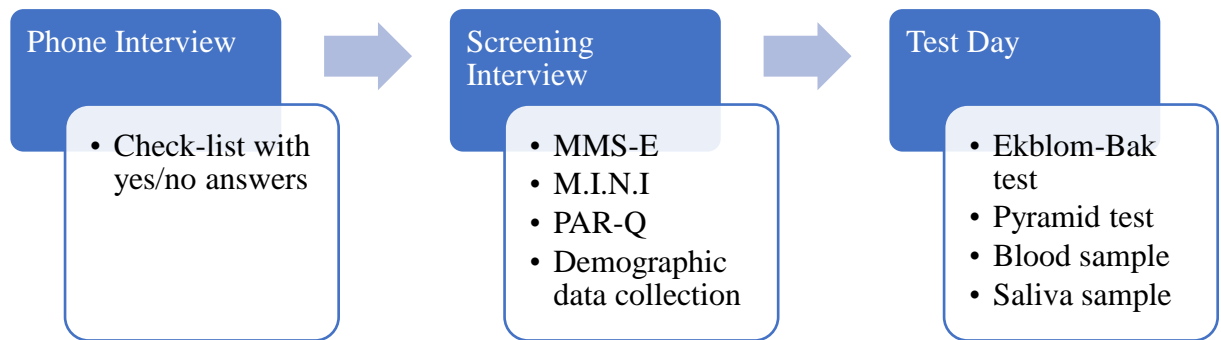 Phone Interview
• Check-list with
yes/no answers
Screening
Interview
• MMS-E
• M.I.N.I
• PAR-Q
• Demographic
data collection
Test Day
• Ekblom-Bak
test
• Pyramid test
• Blood sample
• Saliva sample